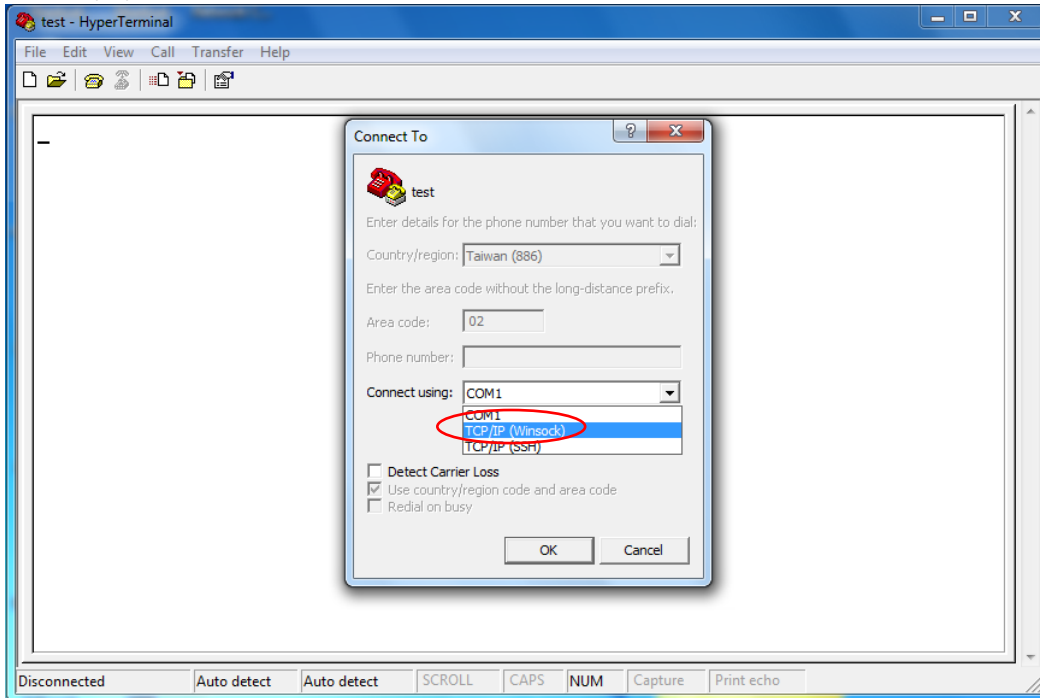 test - HyperTerminal
File Edit View Call Transfer Help
Connect To
test
Enter details for the phone number that you want to dial:
Country/region: Taiwan (886)
Enter the area code without the long-distance prefix.
Area code: 02
Phone number:
Connect using: COM1
COM1
TCP/IP (Winsock)
TCP/IP (SSH)
Detect Carrier Loss
Use country/region code and area code
Redial on busy
OK Cancel
Disconnected Auto detect Auto detect SCROLL CAPS NUM Capture Print echo